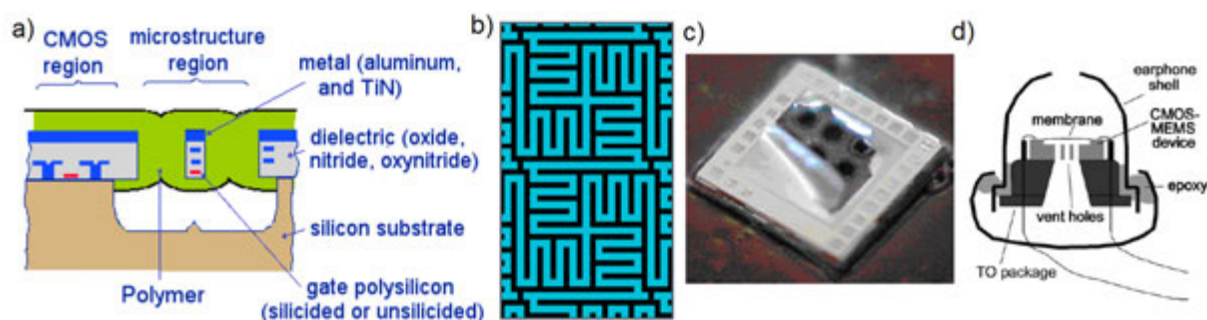 a)
CMOS
region
microstructure
region
metal (aluminum,
and TiN)
dielectric (oxide,
nitride, oxynitride)
silicon substrate
gate polysilicon
(silicided or unsilicided)
Polymer
b)
c)
d)
earphone
shell
CMOS-
MEMS
device
membrane
epoxy
vent holes
TO package